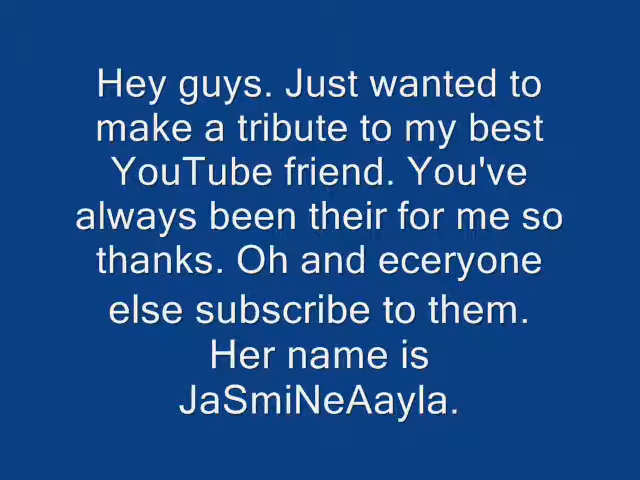 Hey guys. Just wanted to
make a tribute to my best
YouTube friend. You've
always been their for me so
thanks. Oh and eceryone
else subscribe to them.
Her name is
JaSmiNeAayla.